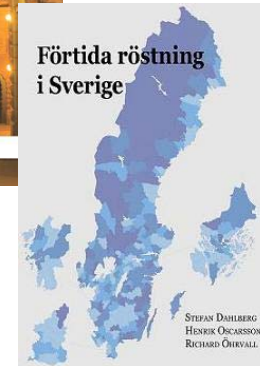 Förtida röstning
i Sverige
STEFAN DAHLBERG
HENRIK OSCARSSON
RICHARD ÖHRVALL